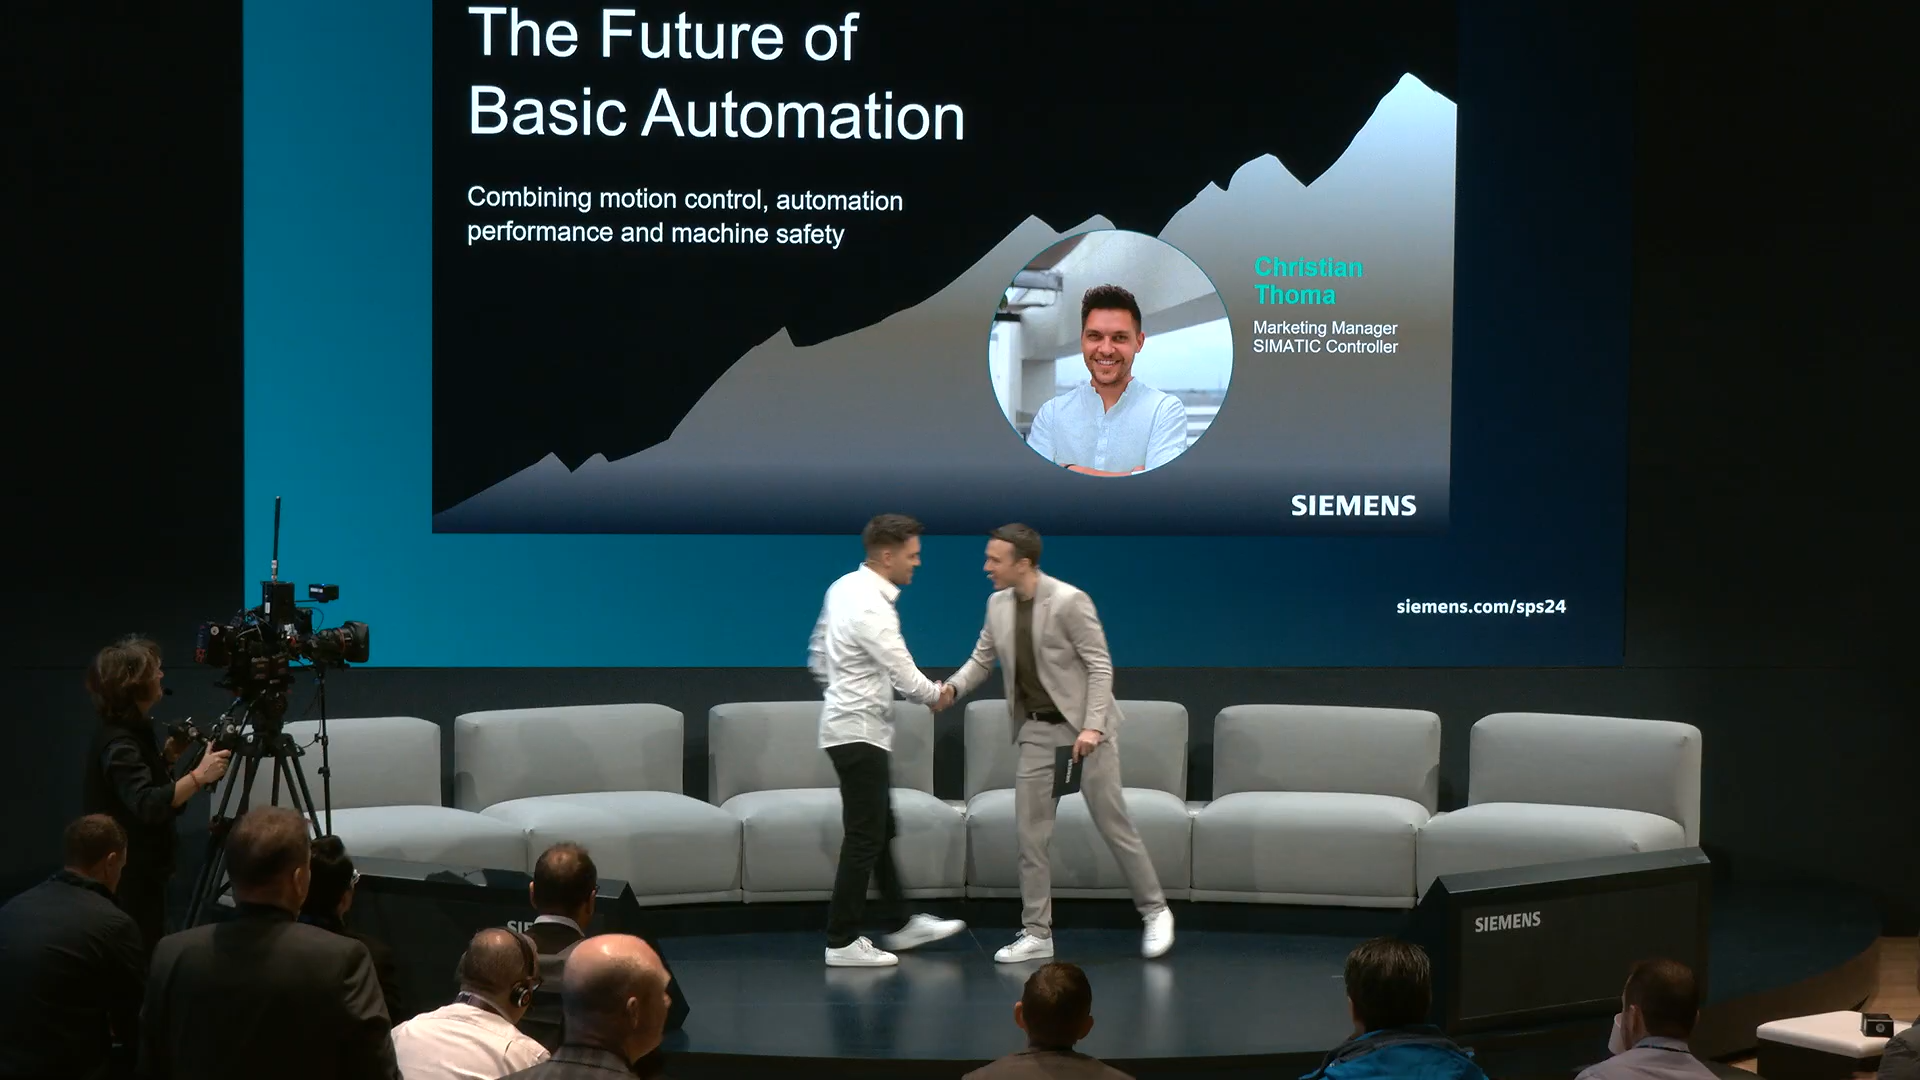 The Future of
Basic Automation
Combining motion control, automation
performance and machine safety
Christian
Thoma
Marketing Manager
SIMATIC Controller
SIEMENS
siemens.com/sps24
SIEMENS
SIEMENS